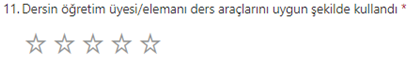 11. Dersin öğretim üyesi/elemanı ders araçlarını uygun şekilde kullandı *